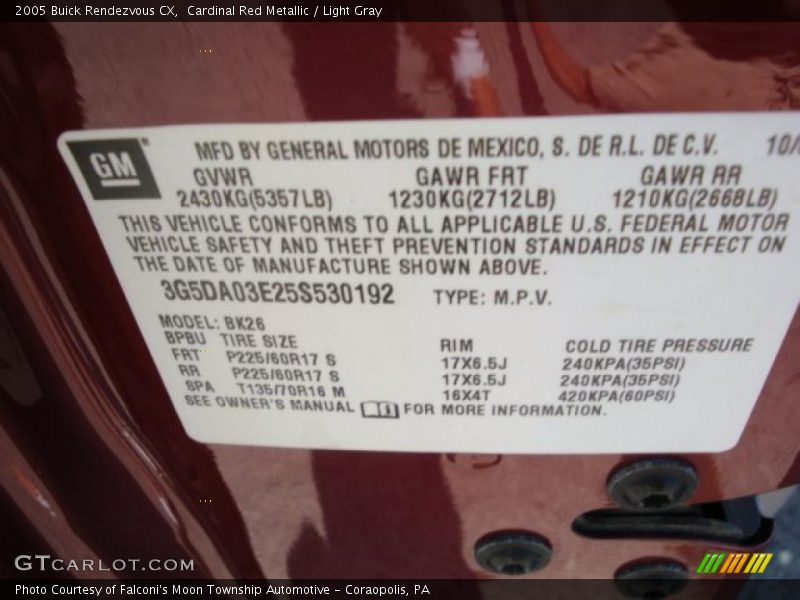 2005 Buick Rendezvous CX,  Cardinal Red Metallic / Light Gray
GM
MFD BY GENERAL MOTORS DE MEXICO, S. DE R.L. DE C.V. 10/
GVWR GAWR FRT GAWR RR
2430KG(5357LB) 1230KG(2712LB) 1210KG(2668LB)
THIS VEHICLE CONFORMS TO ALL APPLICABLE U.S. FEDERAL MOTOR
VEHICLE SAFETY AND THEFT PREVENTION STANDARDS IN EFFECT ON
THE DATE OF MANUFACTURE SHOWN ABOVE.
3G5DA03E25S530192 TYPE: M.P.V.
MODEL: BK26
BPBU TIRE SIZE RIM COLD TIRE PRESSURE
FRT P225/60R17 S 17X6.5J 240KPA(35PSI)
RR P225/60R17 S 17X6.5J 240KPA(35PSI)
SPA T135/70R16 M 16X4T 420KPA(60PSI)
SEE OWNER'S MANUAL FOR MORE INFORMATION.
GTCARLOT.COM
Photo Courtesy of Falconi's Moon Township Automotive - Coraopolis, PA